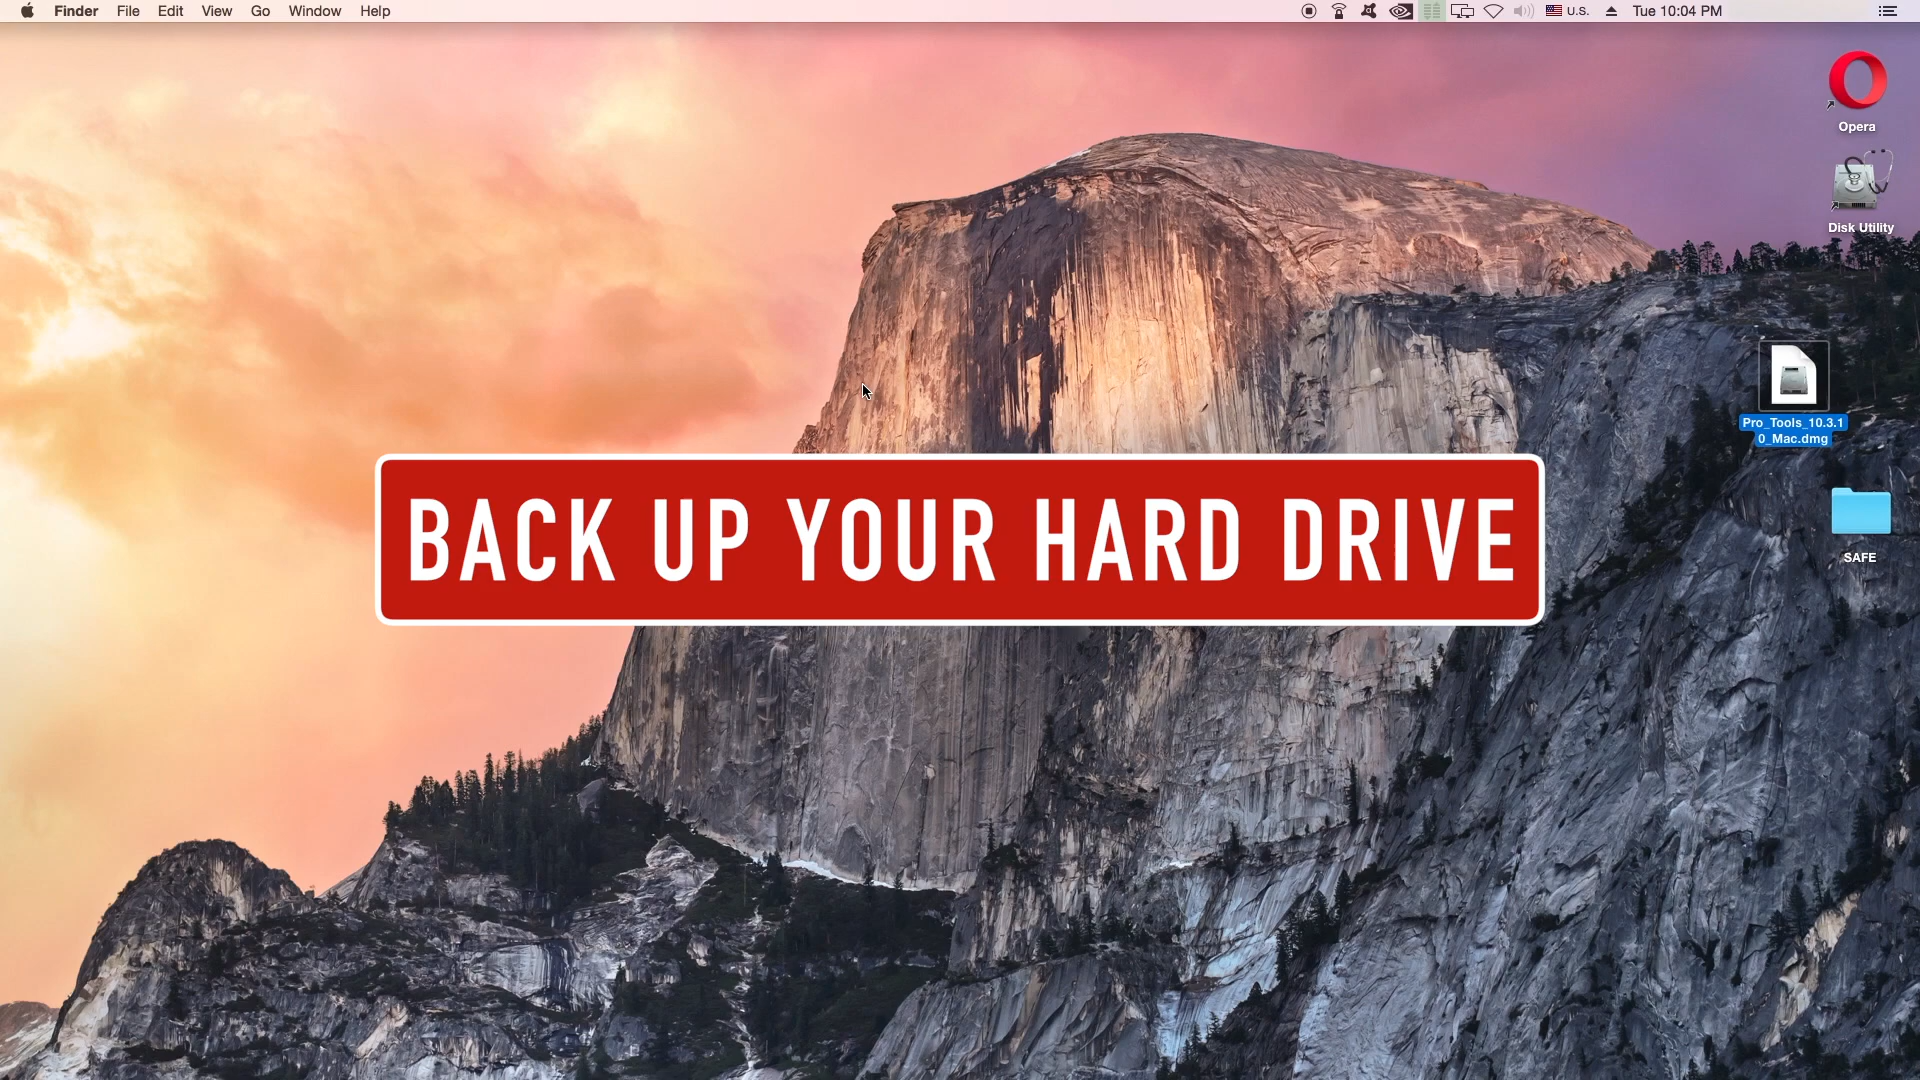 Finder File Edit View Go Window Help U.S. Tue 10:04 PM
Opera
Disk Utility
Pro_Tools_10.3.1
0_Mac.dmg
BACK UP YOUR HARD DRIVE
SAFE